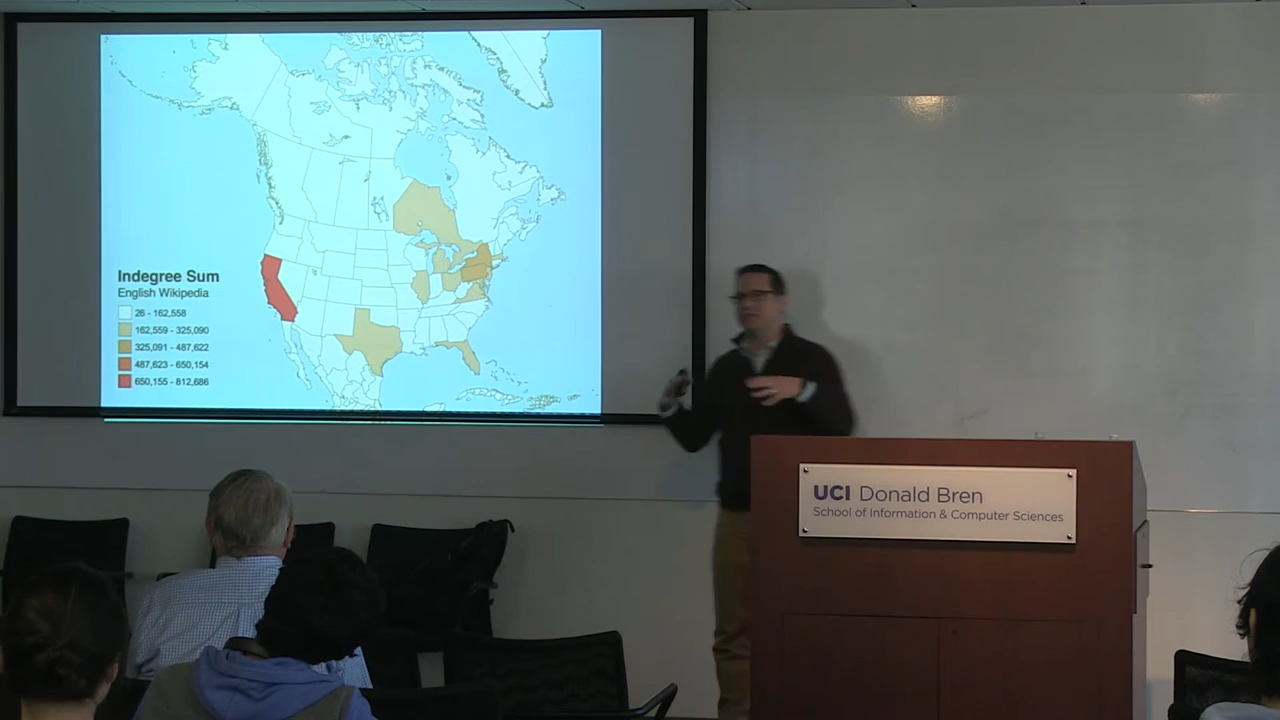 Indegree Sum
English Wikipedia
26 - 162,558
162,559 - 325,090
325,091 - 487,622
487,623 - 650,154
650,155 - 812,686
UCI Donald Bren
School of Information & Computer Sciences